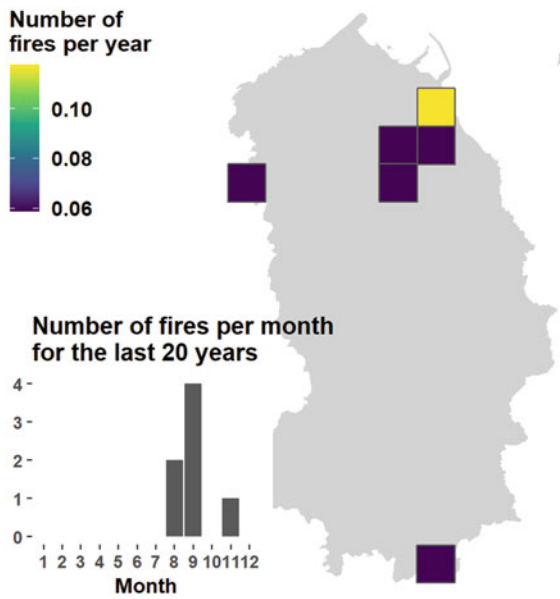 Number of
fires per year
0.10
0.08
0.06
Number of fires per month
for the last 20 years
4
3
2
1
0
1 2 3 4 5 6 7 8 9 10 11 12
Month